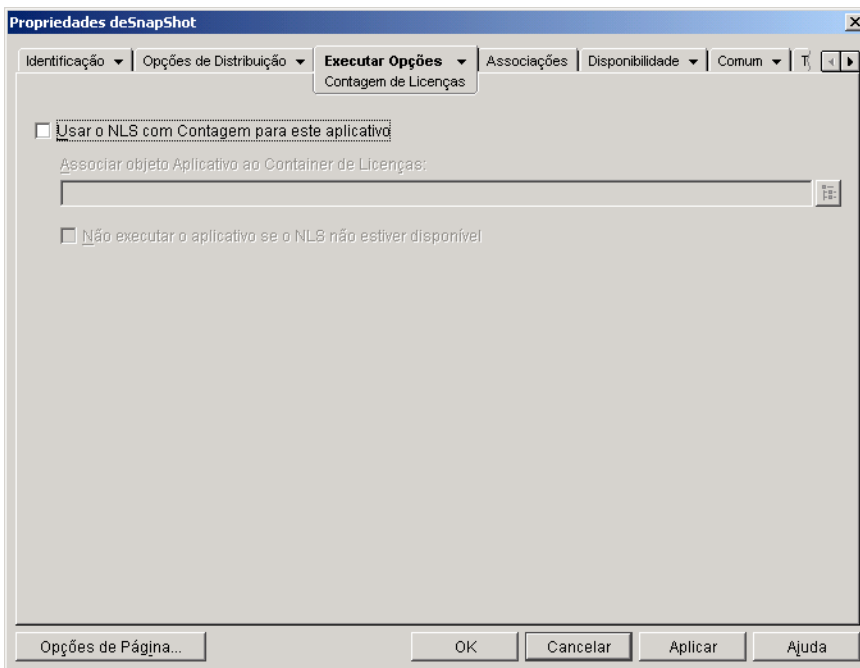 Propriedades deSnapShot
Identificação Opções de Distribuição Executar Opções Associações Disponibilidade Comum
Contagem de Licenças
Usar o NLS com Contagem para este aplicativo
Associar objeto Aplicativo ao Container de Licenças:
Não executar o aplicativo se o NLS não estiver disponível
Opções de Página... OK Cancelar Aplicar Ajuda